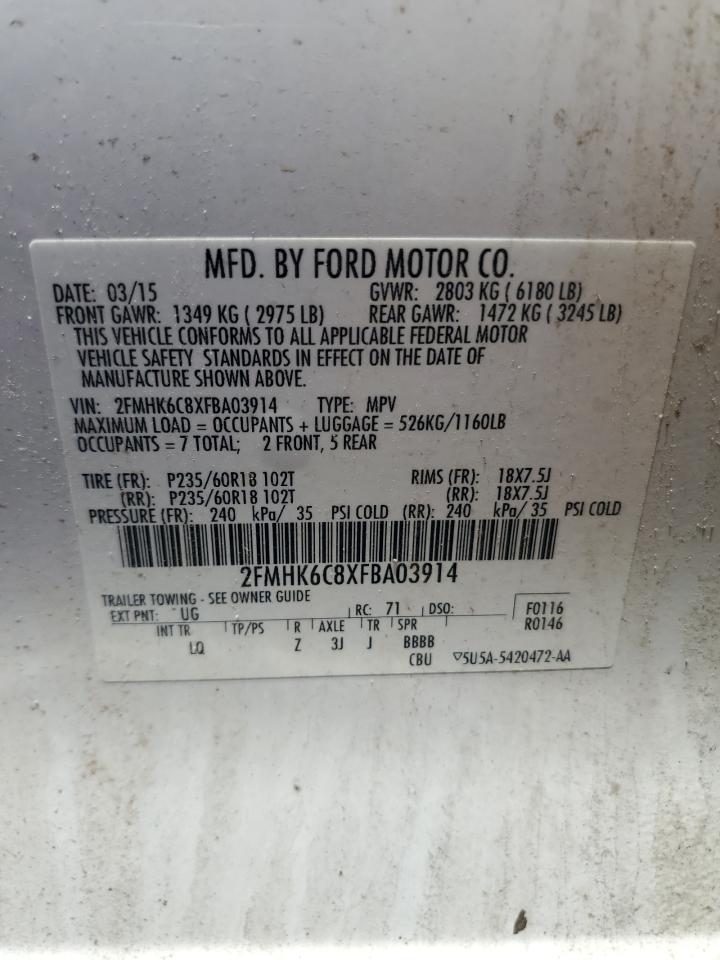 MFD. BY FORD MOTOR CO.
DATE: 03/15 GVWR: 2803 KG ( 6180 LB)
FRONT GAWR: 1349 KG ( 2975 LB) REAR GAWR: 1472 KG ( 3245 LB)
THIS VEHICLE CONFORMS TO ALL APPLICABLE FEDERAL MOTOR
VEHICLE SAFETY STANDARDS IN EFFECT ON THE DATE OF
MANUFACTURE SHOWN ABOVE.
VIN: 2FMHK6C8XFBA03914 TYPE: MPV
MAXIMUM LOAD = OCCUPANTS + LUGGAGE = 526KG/1160LB
OCCUPANTS = 7 TOTAL; 2 FRONT, 5 REAR
TIRE (FR): P235/60R18 102T RIMS (FR): 18X7.5J
(RR): P235/60R18 102T (RR): 18X7.5J
PRESSURE (FR): 240 kPa/ 35 PSI COLD (RR): 240 kPa/ 35 PSI COLD
2FMHK6C8XFBA03914
TRAILER TOWING - SEE OWNER GUIDE
EXT PNT: UG RC: 71 DSO: F0116
INT TR TP/PS R AXLE TR SPR R0146
LQ Z 3J J BBBB
CBU ▽5U5A-5420472-AA